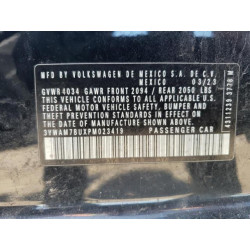 MFD BY VOLKSWAGEN DE MEXICO S.A. DE C.V.
DE MEXICO 03/23
GVWR 4034 GAWR FRONT 2094 / REAR 2050 LBS
THIS VEHICLE CONFORMS TO ALL APPLICABLE
FEDERAL MOTOR VEHICLE SAFETY, BUMPER AND
THEFT PREVENTION STANDARDS IN EFFECT ON THE
DATE OF MANUFACTURE SHOWN ABOVE
3VWAM7BUXPM023419 PASSENGER CAR